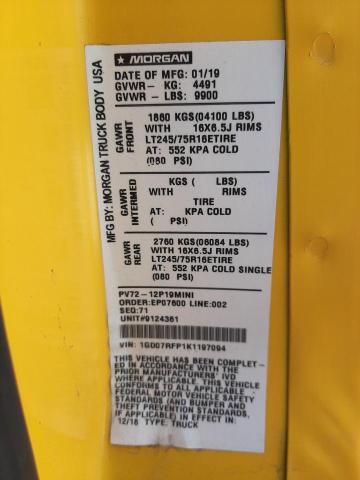 MORGAN
MFG BY: MORGAN TRUCK BODY USA
DATE OF MFG: 01/19
GVWR- KG: 4491
GVWR- LBS: 9900
GAWR FRONT
1860 KGS(04100 LBS)
WITH 16X6.5J RIMS
LT245/75R16ETIRE
AT: 552 KPA COLD
(080 PSI)
GAWR INTERMED
KGS ( LBS)
WITH RIMS
TIRE
AT: KPA COLD
( PSI)
GAWR REAR
2760 KGS(06084 LBS)
WITH 16X6.5J RIMS
LT245/75R16ETIRE
AT: 552 KPA COLD SINGLE
(080 PSI)
PV72-12P19MINI
ORDER:EP07600 LINE:002
SEQ:71
UNIT#9124361
VIN: 1GD07RFP1K1197094
THIS VEHICLE HAS BEEN COMPLET-
ED IN ACCORDANCE WITH THE
PRIOR MANUFACTURERS' IVD
WHERE APPLICABLE. THIS VEHICLE
CONFORMS TO ALL APPLICABLE
FEDERAL MOTOR VEHICLE SAFETY
STANDARDS (AND BUMPER AND
THEFT PREVENTION STANDARDS,
IF APPLICABLE) IN EFFECT IN:
12/18 TYPE: TRUCK